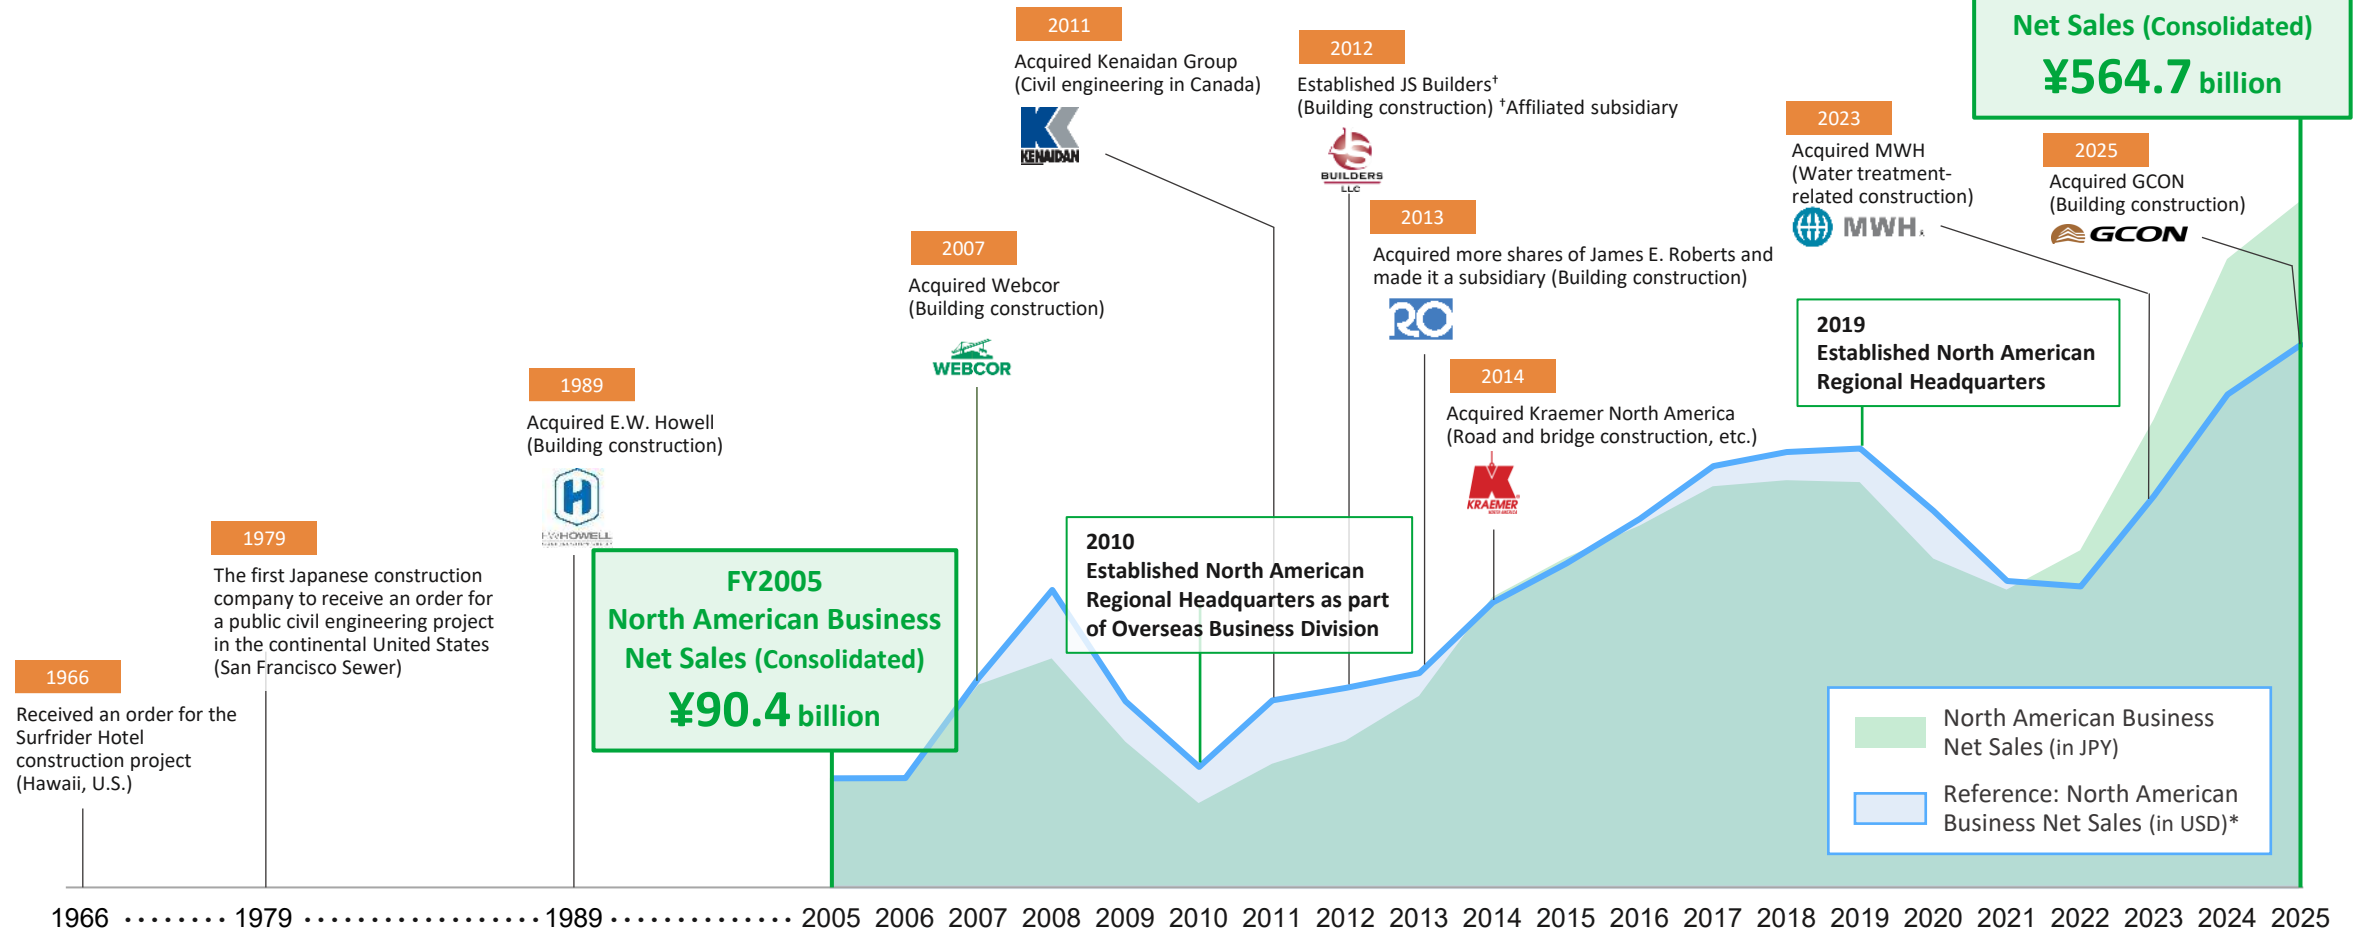 1966
Received an order for the
Surfrider Hotel
construction project
(Hawaii, U.S.)
1979
The first Japanese construction
company to receive an order for
a public civil engineering project
in the continental United States
(San Francisco Sewer)
1989
Acquired E.W. Howell
(Building construction)
H
EWHOWELL
FY2005
North American Business
Net Sales (Consolidated)
¥90.4 billion
2007
Acquired Webcor
(Building construction)
WEBCOR
2010
Established North American
Regional Headquarters as part
of Overseas Business Division
2011
Acquired Kenaidan Group
(Civil engineering in Canada)
KENAIDAN
2012
Established JS Builders†
(Building construction) †Affiliated subsidiary
JS
BUILDERS
LLC
2013
Acquired more shares of James E. Roberts and
made it a subsidiary (Building construction)
RO
2014
Acquired Kraemer North America
(Road and bridge construction, etc.)
K
KRAEMER
NORTH AMERICA
2019
Established North American
Regional Headquarters
2023
Acquired MWH
(Water treatment-
related construction)
MWH
2025
Acquired GCON
(Building construction)
GCON
Net Sales (Consolidated)
¥564.7 billion
North American Business
Net Sales (in JPY)
Reference: North American
Business Net Sales (in USD)*
1966 ········ 1979 ················· 1989 ············· 2005 2006 2007 2008 2009 2010 2011 2012 2013 2014 2015 2016 2017 2018 2019 2020 2021 2022 2023 2024 2025